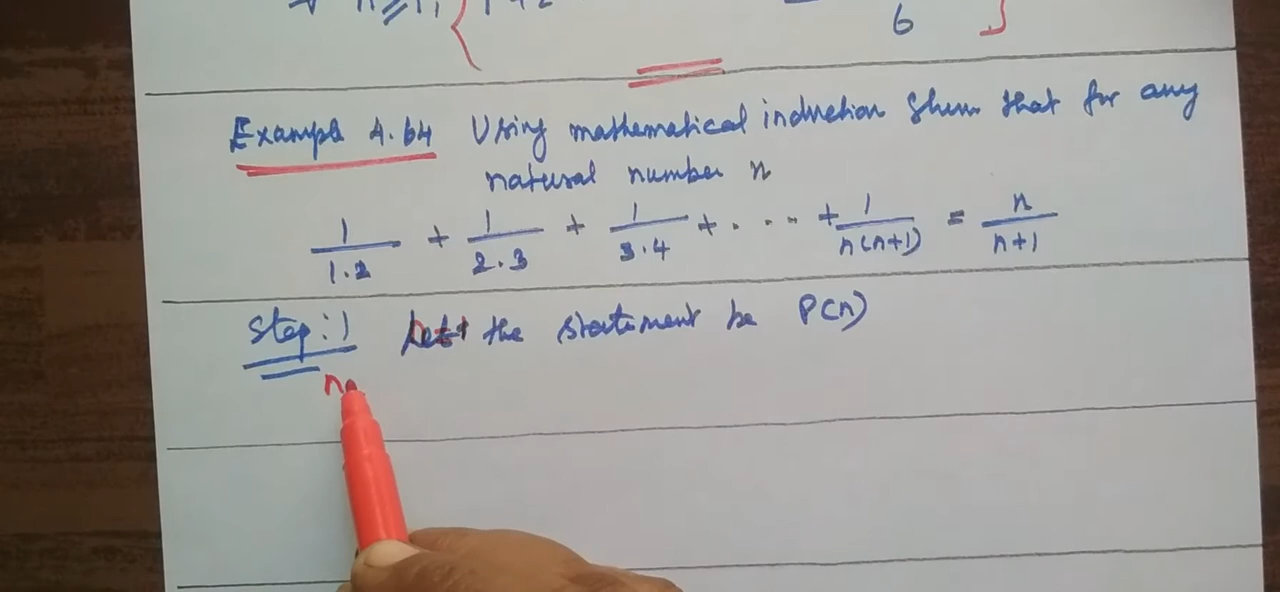 6
Example 4.64 Using mathematical induction show that for any
natural number n
1/1.2 + 1/2.3 + 1/3.4 + . . . . + 1/n(n+1) = n/n+1
Step:1 Let the statement be P(n)
n